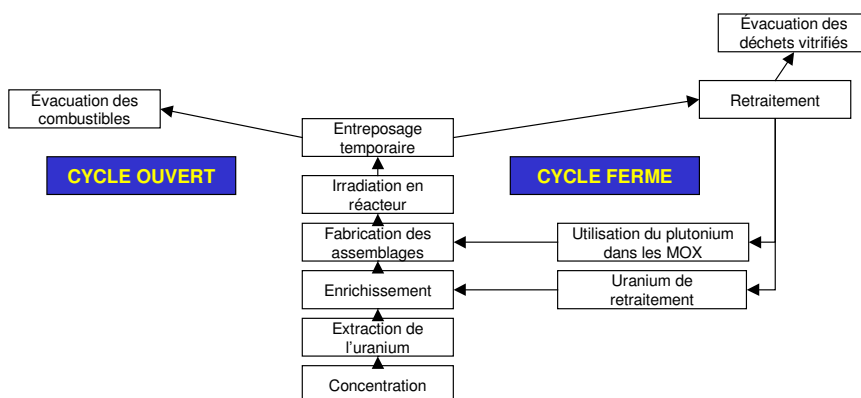 Évacuation des
déchets vitrifiés
Évacuation des
combustibles
Retraitement
Entreposage
temporaire
CYCLE OUVERT
CYCLE FERME
Irradiation en
réacteur
Fabrication des
assemblages
Utilisation du plutonium
dans les MOX
Enrichissement
Uranium de
retraitement
Extraction de
l’uranium
Concentration